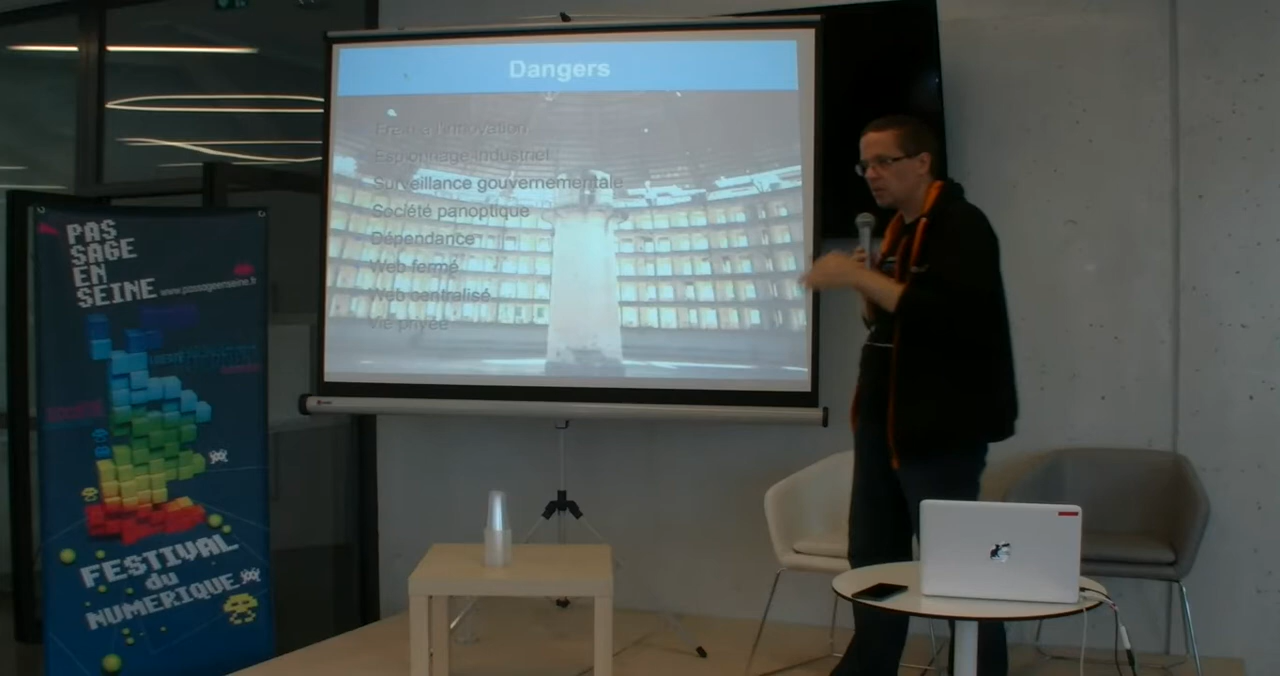 PAS
SAGE
EN
SEINE www.passageenseine.fr
FESTIVAL
du
NUMERIQUE
Dangers
Frein à l'innovation
Espionnage industriel
Surveillance gouvernementale
Société panoptique
Dépendance
Web fermé
Web centralisé
Vie privée